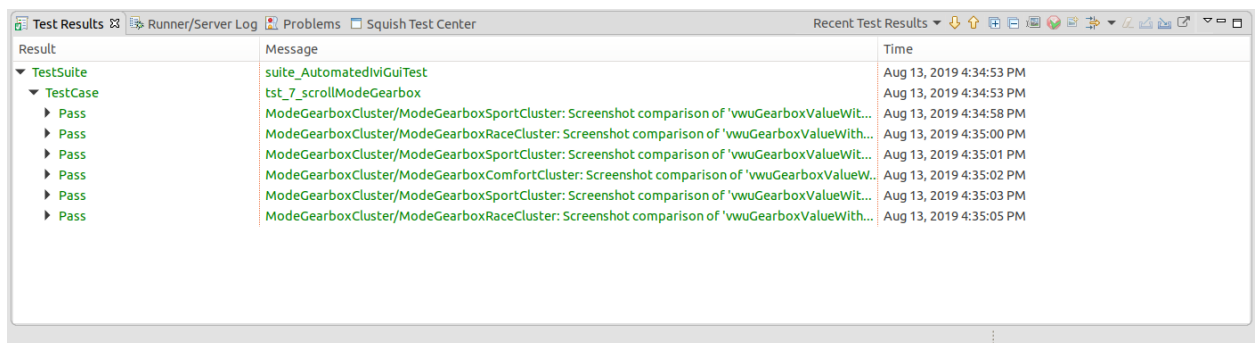 Test Results Runner/Server Log Problems Squish Test Center Recent Test Results
Result Message Time
TestSuite suite_AutomatedIviGuiTest Aug 13, 2019 4:34:53 PM
TestCase tst_7_scrollModeGearbox Aug 13, 2019 4:34:53 PM
Pass ModeGearboxCluster/ModeGearboxSportCluster: Screenshot comparison of 'vwuGearboxValueWit... Aug 13, 2019 4:34:58 PM
Pass ModeGearboxCluster/ModeGearboxRaceCluster: Screenshot comparison of 'vwuGearboxValueWith... Aug 13, 2019 4:35:00 PM
Pass ModeGearboxCluster/ModeGearboxSportCluster: Screenshot comparison of 'vwuGearboxValueWit... Aug 13, 2019 4:35:01 PM
Pass ModeGearboxCluster/ModeGearboxComfortCluster: Screenshot comparison of 'vwuGearboxValueW... Aug 13, 2019 4:35:02 PM
Pass ModeGearboxCluster/ModeGearboxSportCluster: Screenshot comparison of 'vwuGearboxValueWit... Aug 13, 2019 4:35:03 PM
Pass ModeGearboxCluster/ModeGearboxRaceCluster: Screenshot comparison of 'vwuGearboxValueWith... Aug 13, 2019 4:35:05 PM